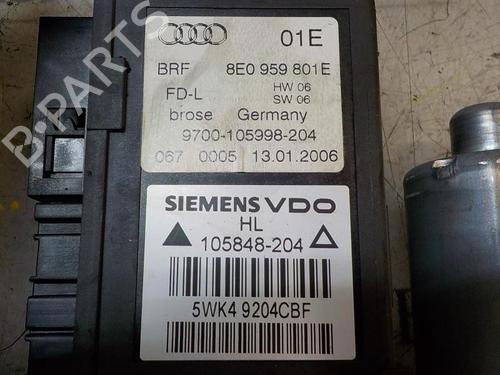 01E
BRF 8E0 959 801E
FD-L HW 06
SW 06
brose Germany
9700-105998-204
067 0005 13.01.2006
SIEMENS VDO
HL
105848-204
5WK4 9204CBF
B-PARTS